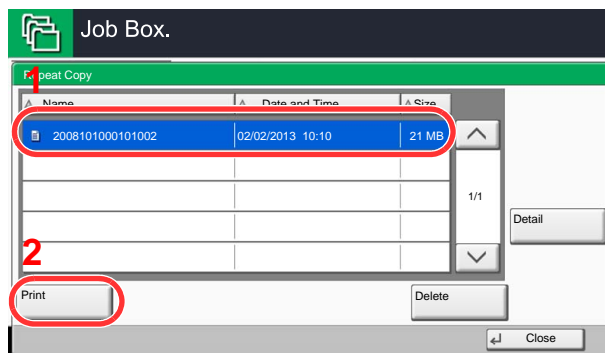 Job Box.
Repeat Copy
1
Name Date and Time Size
2008101000101002 02/02/2013 10:10 21 MB
1/1
Detail
2
Print Delete
Close